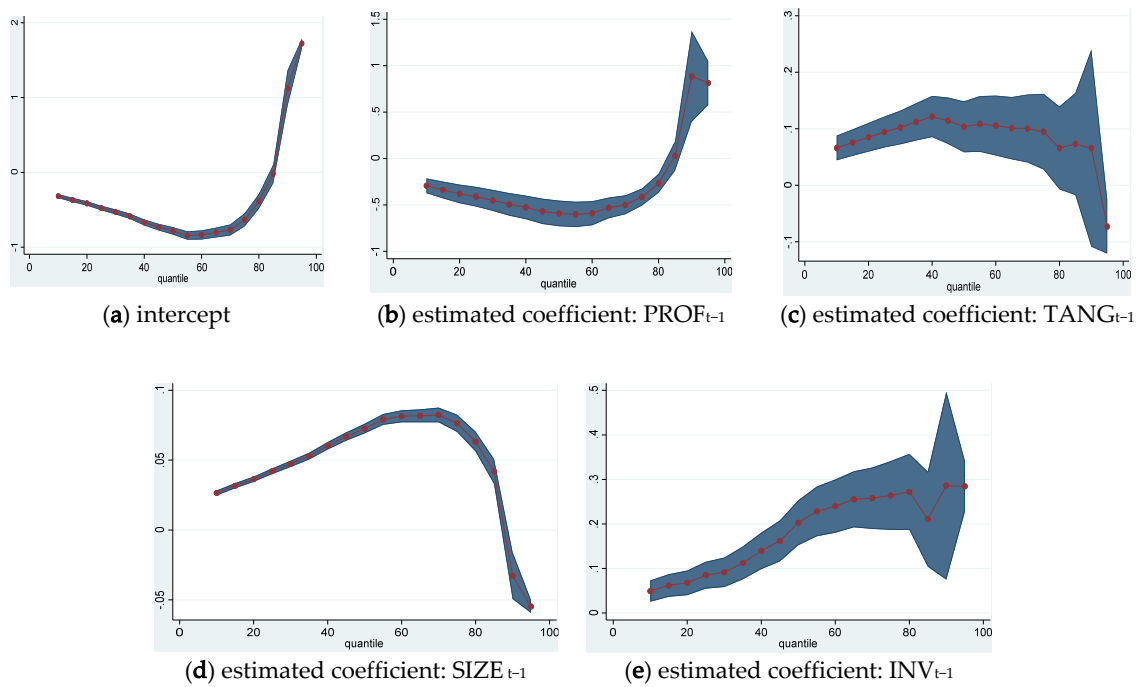 2
1
0
-1
0 20 40 60 80 100
quantile
(a) intercept
1.5
1
.5
0
-.5
-1
0 20 40 60 80 100
quantile
(b) estimated coefficient: PROFt−1
.3
.2
.1
0
-.1
0 20 40 60 80 100
quantile
(c) estimated coefficient: TANGt−1
.1
.05
0
-.05
0 20 40 60 80 100
quantile
(d) estimated coefficient: SIZE t−1
.5
.4
.3
.2
.1
0
0 20 40 60 80 100
quantile
(e) estimated coefficient: INVt−1